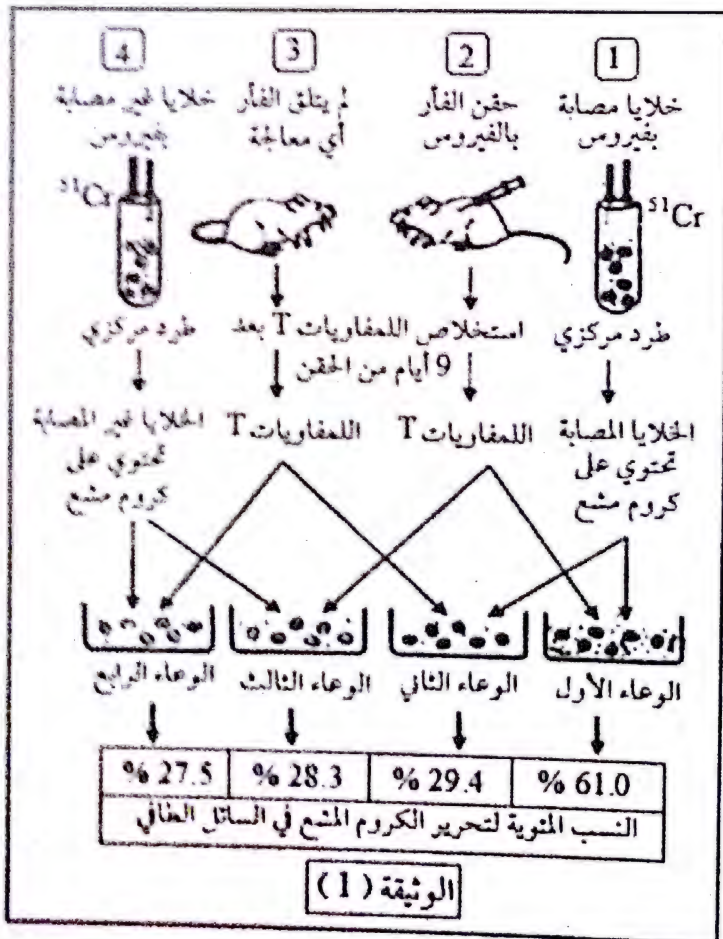 1 2 3 4
خلايا مصابة حقن الفأر لم يتلق الفأر خلايا غير مصابة
بفيروس بالفيروس أي معالجة بفيروس
⁵¹Cr ⁵¹Cr
طرد مركزي استخلاص اللمفاويات T بعد طرد مركزي
9 أيام من الحقن
الخلايا المصابة اللمفاويات T اللمفاويات T الخلايا غير المصابة
تحتوي على تحتوي على
كروم مشع كروم مشع
الوعاء الأول الوعاء الثاني الوعاء الثالث الوعاء الرابع
% 61.0 % 29.4 % 28.3 % 27.5
النسب المئوية لتحرير الكروم المشع في السائل الطافي
الوثيقة (1)